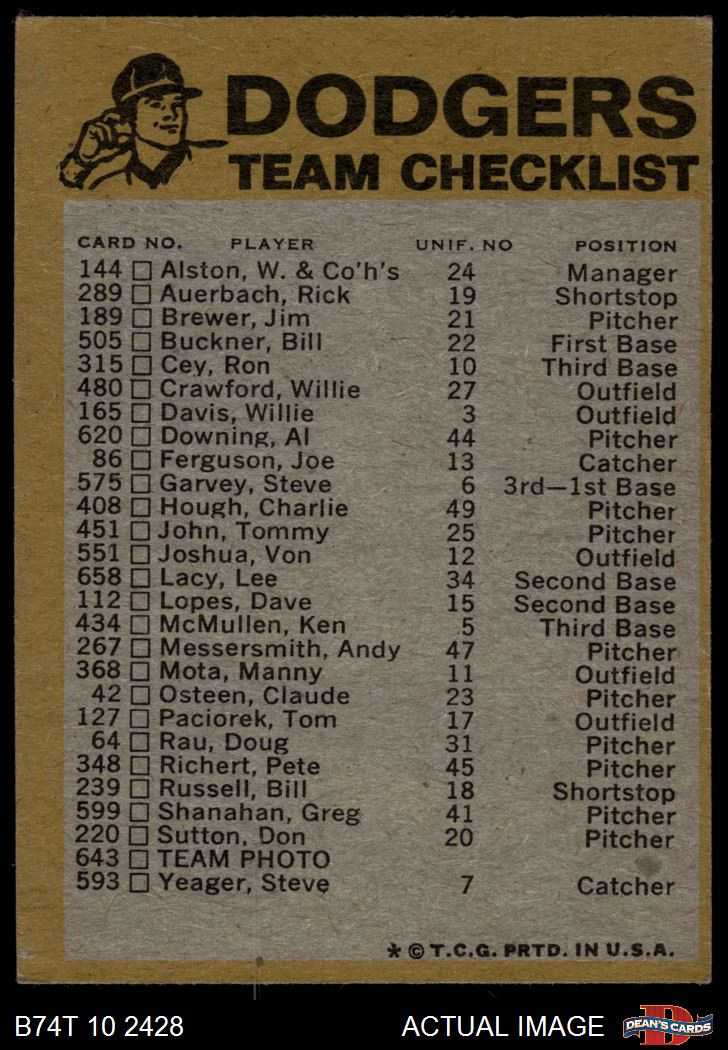 DODGERS
TEAM CHECKLIST
CARD NO. PLAYER UNIF. NO POSITION
144 Alston, W. & Co'h's 24 Manager
289 Auerbach, Rick 19 Shortstop
189 Brewer, Jim 21 Pitcher
505 Buckner, Bill 22 First Base
315 Cey, Ron 10 Third Base
480 Crawford, Willie 27 Outfield
165 Davis, Willie 3 Outfield
620 Downing, Al 44 Pitcher
86 Ferguson, Joe 13 Catcher
575 Garvey, Steve 6 3rd—1st Base
408 Hough, Charlie 49 Pitcher
451 John, Tommy 25 Pitcher
551 Joshua, Von 12 Outfield
658 Lacy, Lee 34 Second Base
112 Lopes, Dave 15 Second Base
434 McMullen, Ken 5 Third Base
267 Messersmith, Andy 47 Pitcher
368 Mota, Manny 11 Outfield
42 Osteen, Claude 23 Pitcher
127 Paciorek, Tom 17 Outfield
64 Rau, Doug 31 Pitcher
348 Richert, Pete 45 Pitcher
239 Russell, Bill 18 Shortstop
599 Shanahan, Greg 41 Pitcher
220 Sutton, Don 20 Pitcher
643 TEAM PHOTO
593 Yeager, Steve 7 Catcher
* © T.C.G. PRTD. IN U.S.A.
B74T 10 2428 ACTUAL IMAGE D DEAN'S CARDS